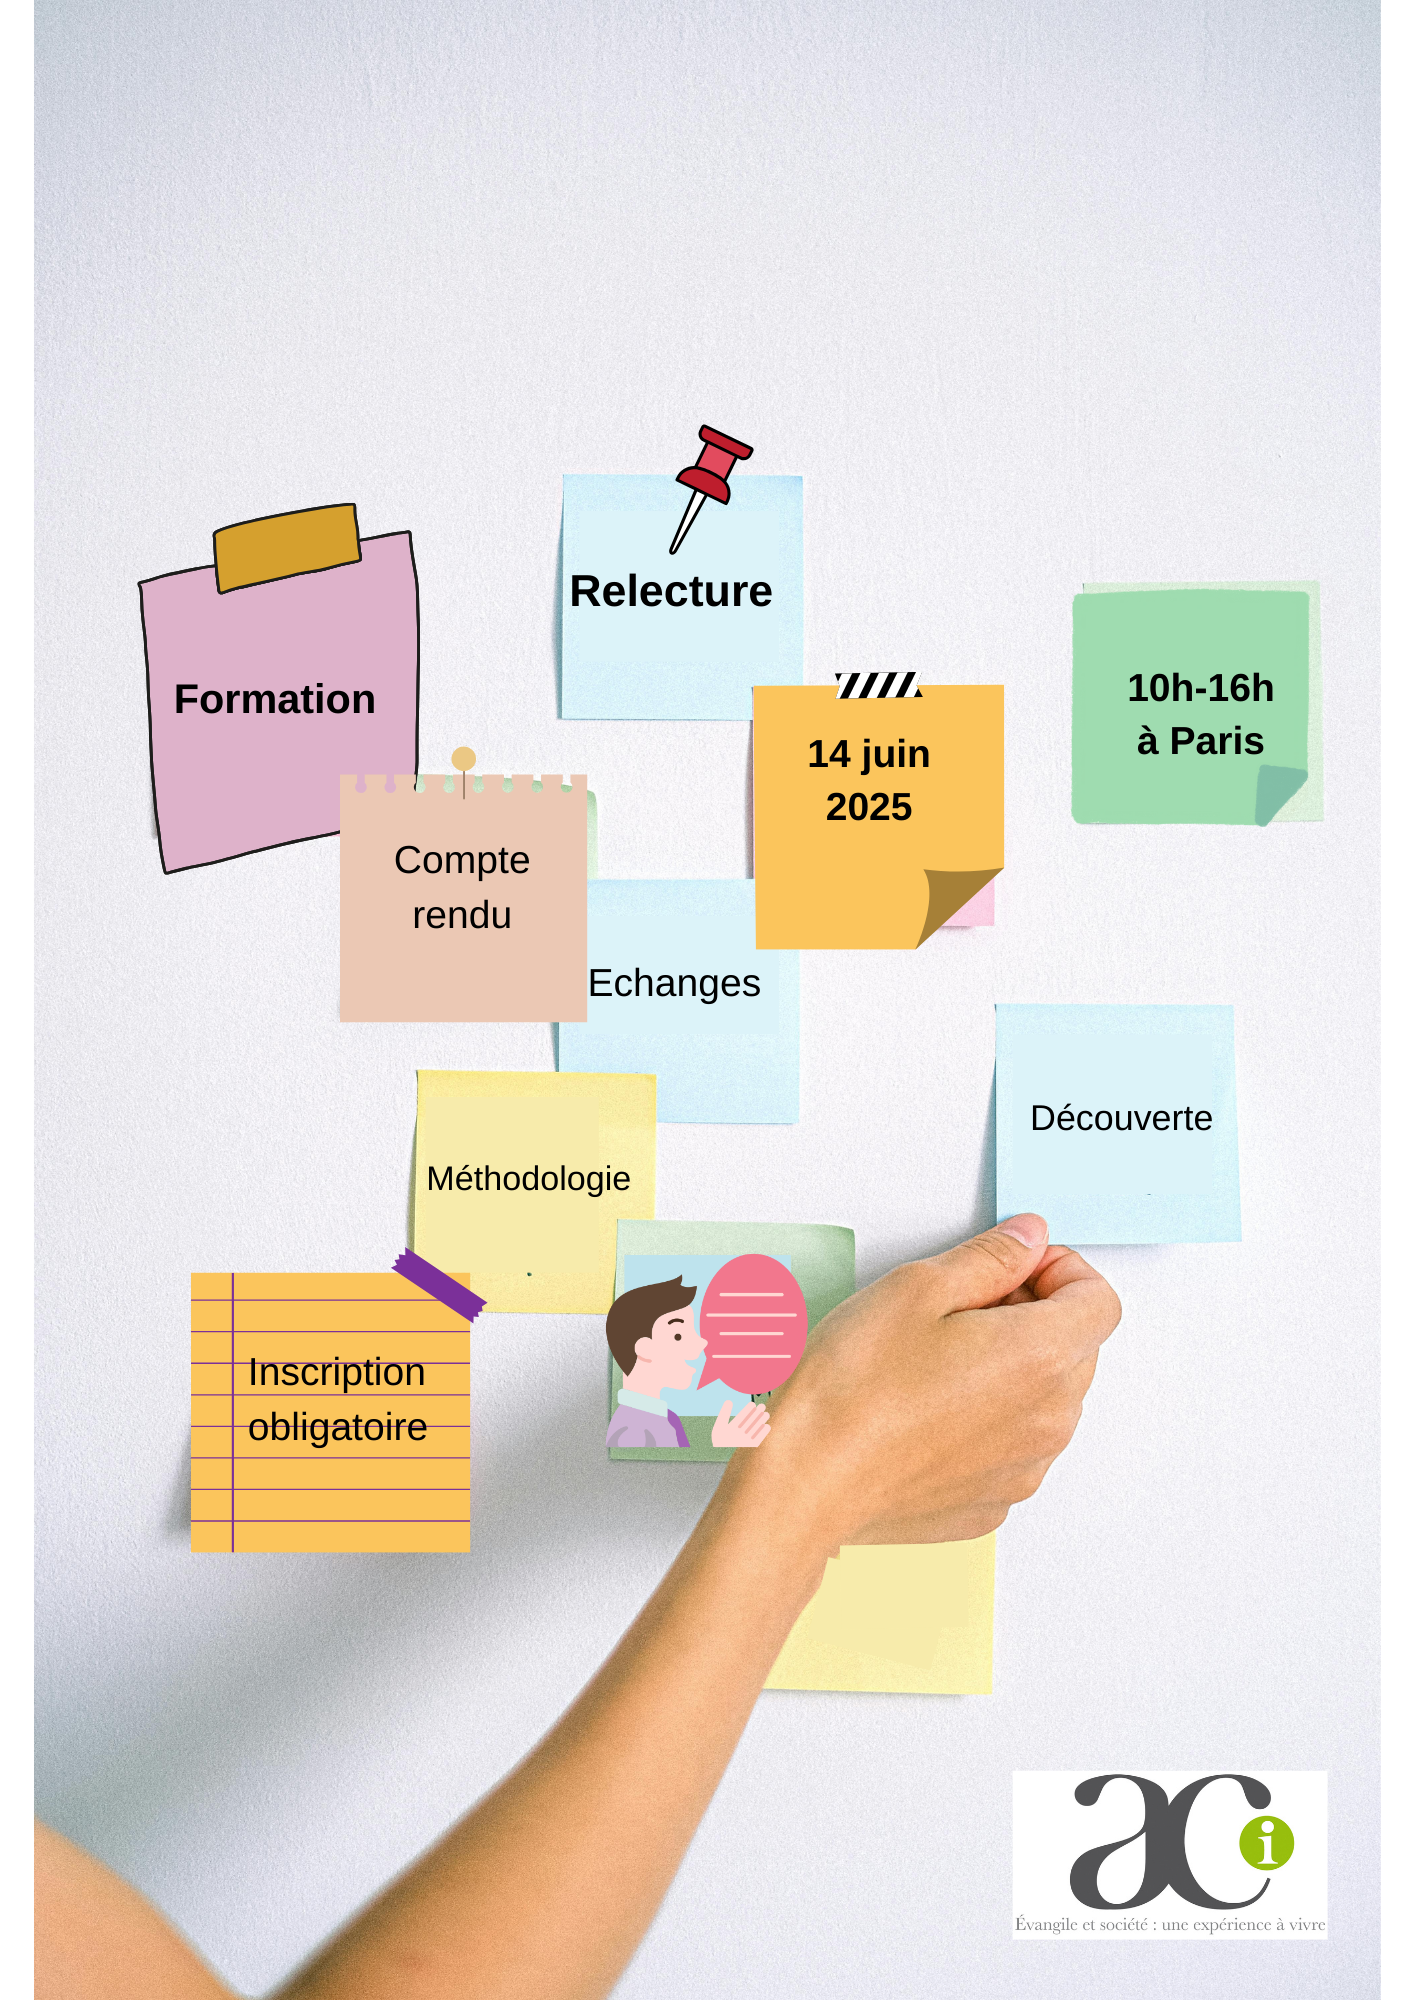 Relecture
Formation
10h-16h
à Paris
14 juin
2025
Compte
rendu
Echanges
Découverte
Méthodologie
Inscription
obligatoire
aci
Évangile et société : une expérience à vivre